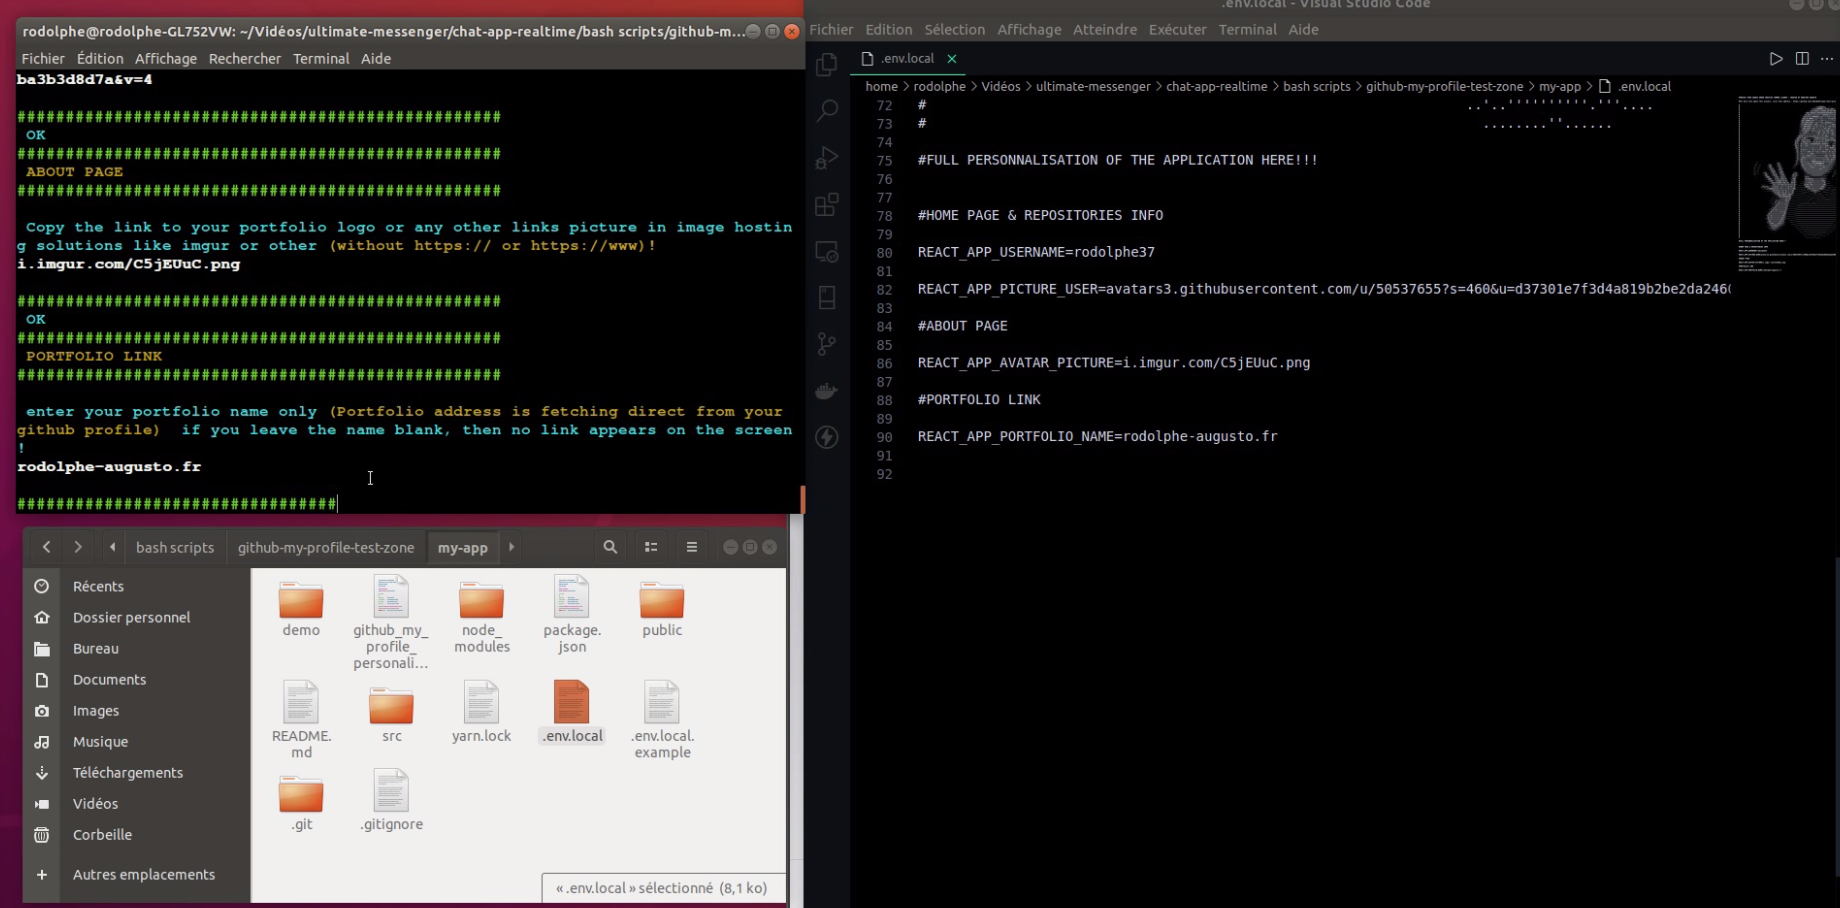 rodolphe@rodolphe-GL752VW: ~/Vidéos/ultimate-messenger/chat-app-realtime/bash scripts/github-m...
Fichier Édition Affichage Rechercher Terminal Aide
ba3b3d8d7a&v=4
##################################################
OK
##################################################
ABOUT PAGE
##################################################
Copy the link to your portfolio logo or any other links picture in image hostin
g solutions like imgur or other (without https:// or https://www)!
i.imgur.com/C5jEUuC.png
##################################################
OK
##################################################
PORTFOLIO LINK
##################################################
enter your portfolio name only (Portfolio address is fetching direct from your
github profile)  if you leave the name blank, then no link appears on the screen
!
rodolphe-augusto.fr
#################################
bash scripts github-my-profile-test-zone my-app
Récents
Dossier personnel
Bureau
Documents
Images
Musique
Téléchargements
Vidéos
Corbeille
Autres emplacements
demo
github_my_
profile_
personali...
node_
modules
package.
json
public
README.
md
src
yarn.lock
.env.local
.env.local.
example
.git
.gitignore
« .env.local » sélectionné (8,1 ko)
.env.local - Visual Studio Code
Fichier Edition Sélection Affichage Atteindre Exécuter Terminal Aide
.env.local
home > rodolphe > Vidéos > ultimate-messenger > chat-app-realtime > bash scripts > github-my-profile-test-zone > my-app > .env.local
72 # ..'..''''''''''.'''....
73 # ........''......
74
75 #FULL PERSONNALISATION OF THE APPLICATION HERE!!!
76
77
78 #HOME PAGE & REPOSITORIES INFO
79
80 REACT_APP_USERNAME=rodolphe37
81
82 REACT_APP_PICTURE_USER=avatars3.githubusercontent.com/u/50537655?s=460&u=d37301e7f3d4a819b2be2da246
83
84 #ABOUT PAGE
85
86 REACT_APP_AVATAR_PICTURE=i.imgur.com/C5jEUuC.png
87
88 #PORTFOLIO LINK
89
90 REACT_APP_PORTFOLIO_NAME=rodolphe-augusto.fr
91
92